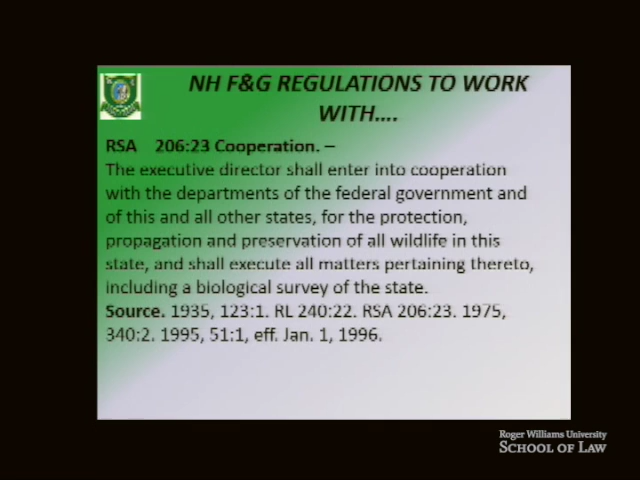 NH F&G REGULATIONS TO WORK
WITH....
RSA 206:23 Cooperation. –
The executive director shall enter into cooperation
with the departments of the federal government and
of this and all other states, for the protection,
propagation and preservation of all wildlife in this
state, and shall execute all matters pertaining thereto,
including a biological survey of the state.
Source. 1935, 123:1. RL 240:22. RSA 206:23. 1975,
340:2. 1995, 51:1, eff. Jan. 1, 1996.
Roger Williams University
SCHOOL OF LAW